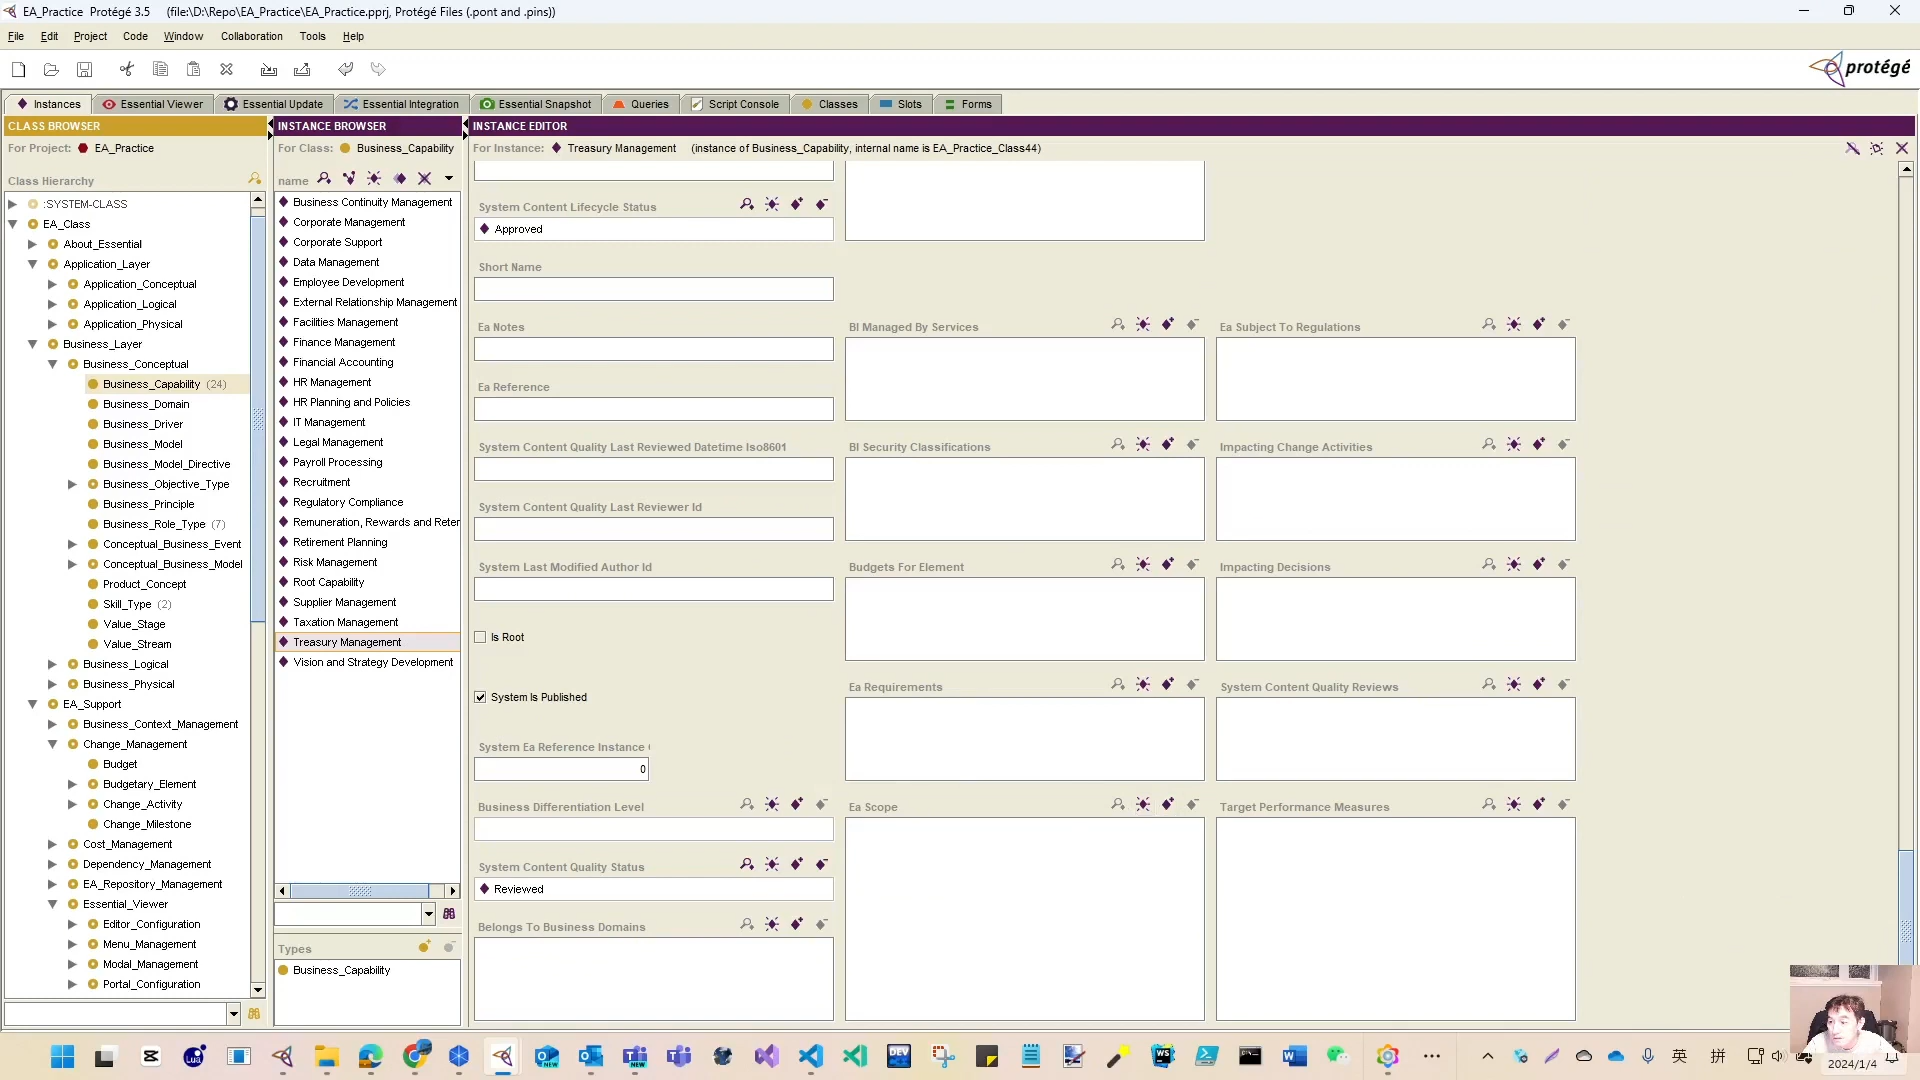 EA_Practice Protégé 3.5 (file:\D:\Repo\EA_Practice\EA_Practice.pprj, Protégé Files (.pont and .pins))
File Edit Project Code Window Collaboration Tools Help
protégé
Instances Essential Viewer Essential Update Essential Integration Essential Snapshot Queries Script Console Classes Slots Forms
CLASS BROWSER
For Project: EA_Practice
Class Hierarchy
:SYSTEM-CLASS
EA_Class
About_Essential
Application_Layer
Application_Conceptual
Application_Logical
Application_Physical
Business_Layer
Business_Conceptual
Business_Capability (24)
Business_Domain
Business_Driver
Business_Model
Business_Model_Directive
Business_Objective_Type
Business_Principle
Business_Role_Type (7)
Conceptual_Business_Event
Conceptual_Business_Model
Product_Concept
Skill_Type (2)
Value_Stage
Value_Stream
Business_Logical
Business_Physical
EA_Support
Business_Context_Management
Change_Management
Budget
Budgetary_Element
Change_Activity
Change_Milestone
Cost_Management
Dependency_Management
EA_Repository_Management
Essential_Viewer
Editor_Configuration
Menu_Management
Modal_Management
Portal_Configuration
INSTANCE BROWSER
For Class: Business_Capability
name
Business Continuity Management
Corporate Management
Corporate Support
Data Management
Employee Development
External Relationship Management
Facilities Management
Finance Management
Financial Accounting
HR Management
HR Planning and Policies
IT Management
Legal Management
Payroll Processing
Recruitment
Regulatory Compliance
Remuneration, Rewards and Reter
Retirement Planning
Risk Management
Root Capability
Supplier Management
Taxation Management
Treasury Management
Vision and Strategy Development
Types
Business_Capability
INSTANCE EDITOR
For Instance: Treasury Management (instance of Business_Capability, internal name is EA_Practice_Class44)
System Content Lifecycle Status
Approved
Short Name
Ea Notes
Ea Reference
System Content Quality Last Reviewed Datetime Iso8601
System Content Quality Last Reviewer Id
System Last Modified Author Id
Is Root
System Is Published
System Ea Reference Instance
0
Business Differentiation Level
System Content Quality Status
Reviewed
Belongs To Business Domains
BI Managed By Services
BI Security Classifications
Budgets For Element
Ea Requirements
Ea Scope
Ea Subject To Regulations
Impacting Change Activities
Impacting Decisions
System Content Quality Reviews
Target Performance Measures
Lua
NEW
NEW
DEV
WS
英
拼
2024/1/4